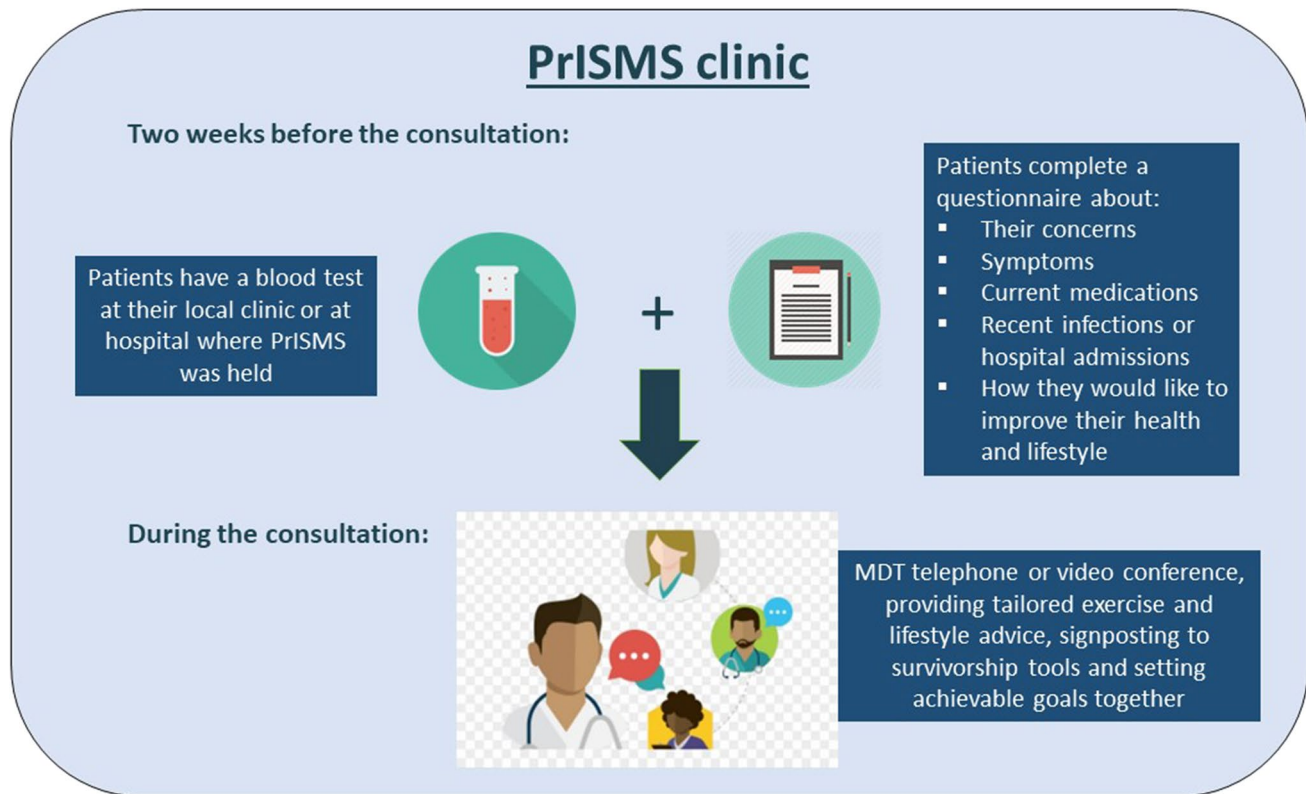 PrISMS clinic
Two weeks before the consultation:
Patients have a blood test
at their local clinic or at
hospital where PrISMS
was held
+
Patients complete a
questionnaire about:
▪ Their concerns
▪ Symptoms
▪ Current medications
▪ Recent infections or
hospital admissions
▪ How they would like to
improve their health
and lifestyle
During the consultation:
MDT telephone or video conference,
providing tailored exercise and
lifestyle advice, signposting to
survivorship tools and setting
achievable goals together